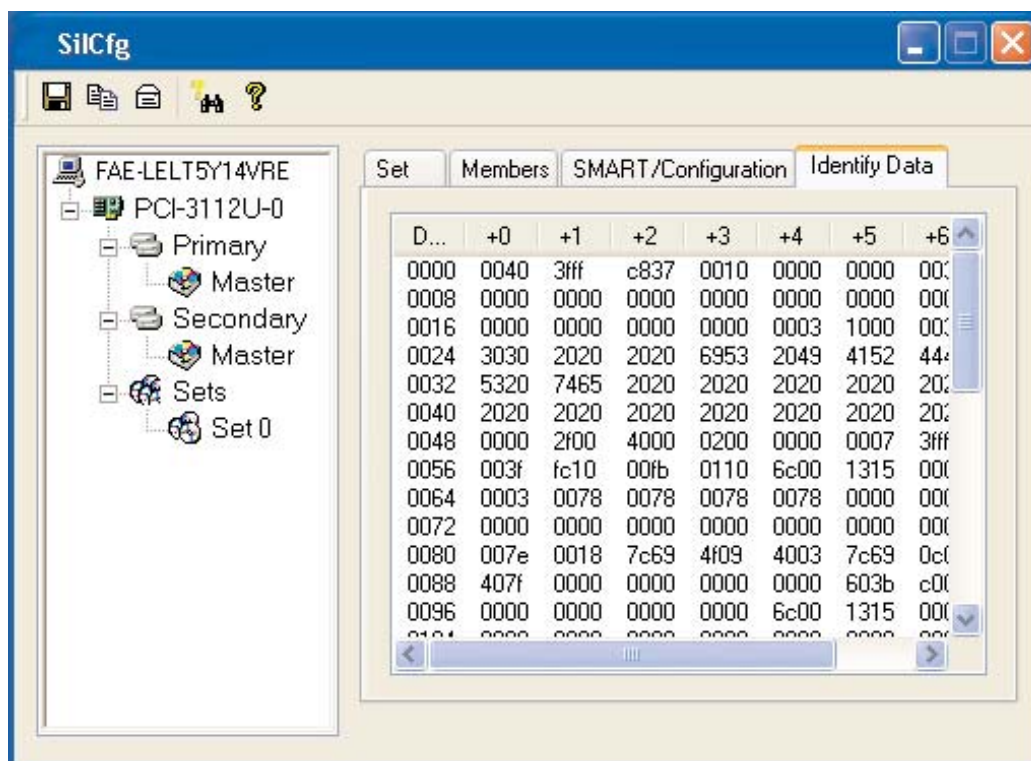 SilCfg
FAE-LELT5Y14VRE
PCI-3112U-0
Primary
Master
Secondary
Master
Sets
Set 0
Set Members SMART/Configuration Identify Data
D... +0 +1 +2 +3 +4 +5 +6
0000 0040 3fff c837 0010 0000 0000
0008 0000 0000 0000 0000 0000 0000
0016 0000 0000 0000 0000 0003 1000
0024 3030 2020 2020 6953 2049 4152
0032 5320 7465 2020 2020 2020 2020
0040 2020 2020 2020 2020 2020 2020
0048 0000 2f00 4000 0200 0000 0007 3fff
0056 003f fc10 00fb 0110 6c00 1315
0064 0003 0078 0078 0078 0078 0000
0072 0000 0000 0000 0000 0000 0000
0080 007e 0018 7c69 4f09 4003 7c69
0088 407f 0000 0000 0000 0000 603b
0096 0000 0000 0000 0000 6c00 1315